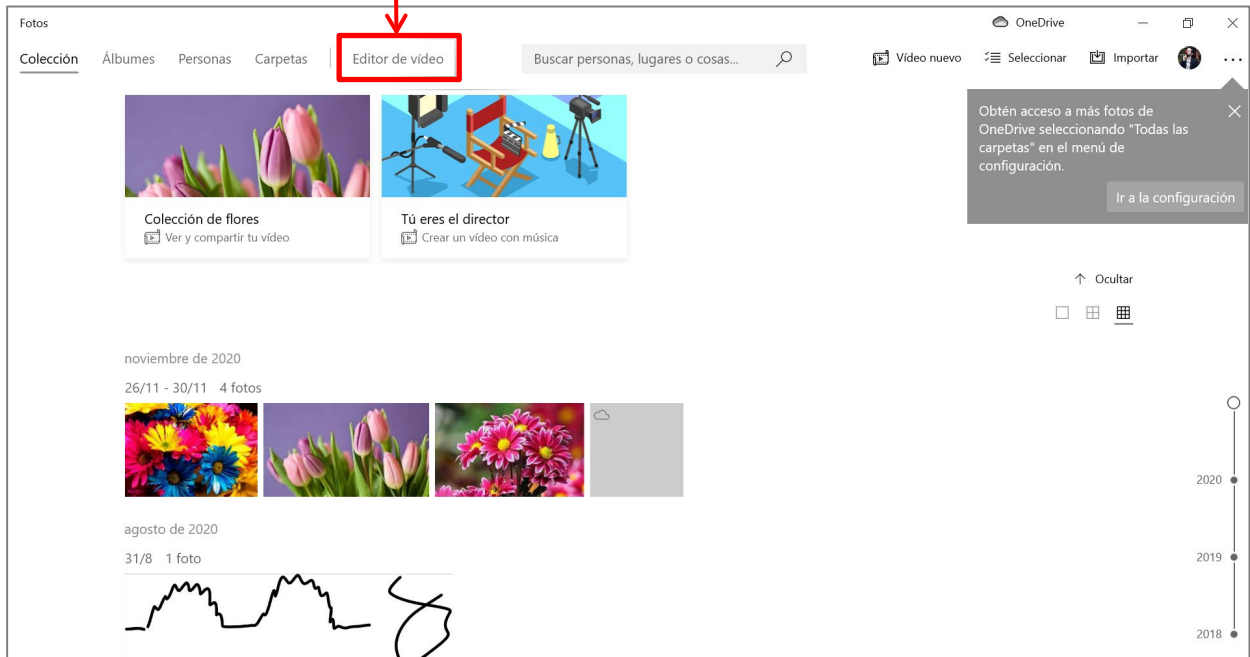 Fotos
OneDrive
Colección Álbumes Personas Carpetas Editor de vídeo Buscar personas, lugares o cosas... Vídeo nuevo Seleccionar Importar
Obtén acceso a más fotos de
OneDrive seleccionando "Todas las
carpetas" en el menú de
configuración.
Ir a la configuración
Colección de flores
Ver y compartir tu vídeo
Tú eres el director
Crear un vídeo con música
Ocultar
noviembre de 2020
26/11 - 30/11 4 fotos
agosto de 2020
31/8 1 foto
2020
2019
2018